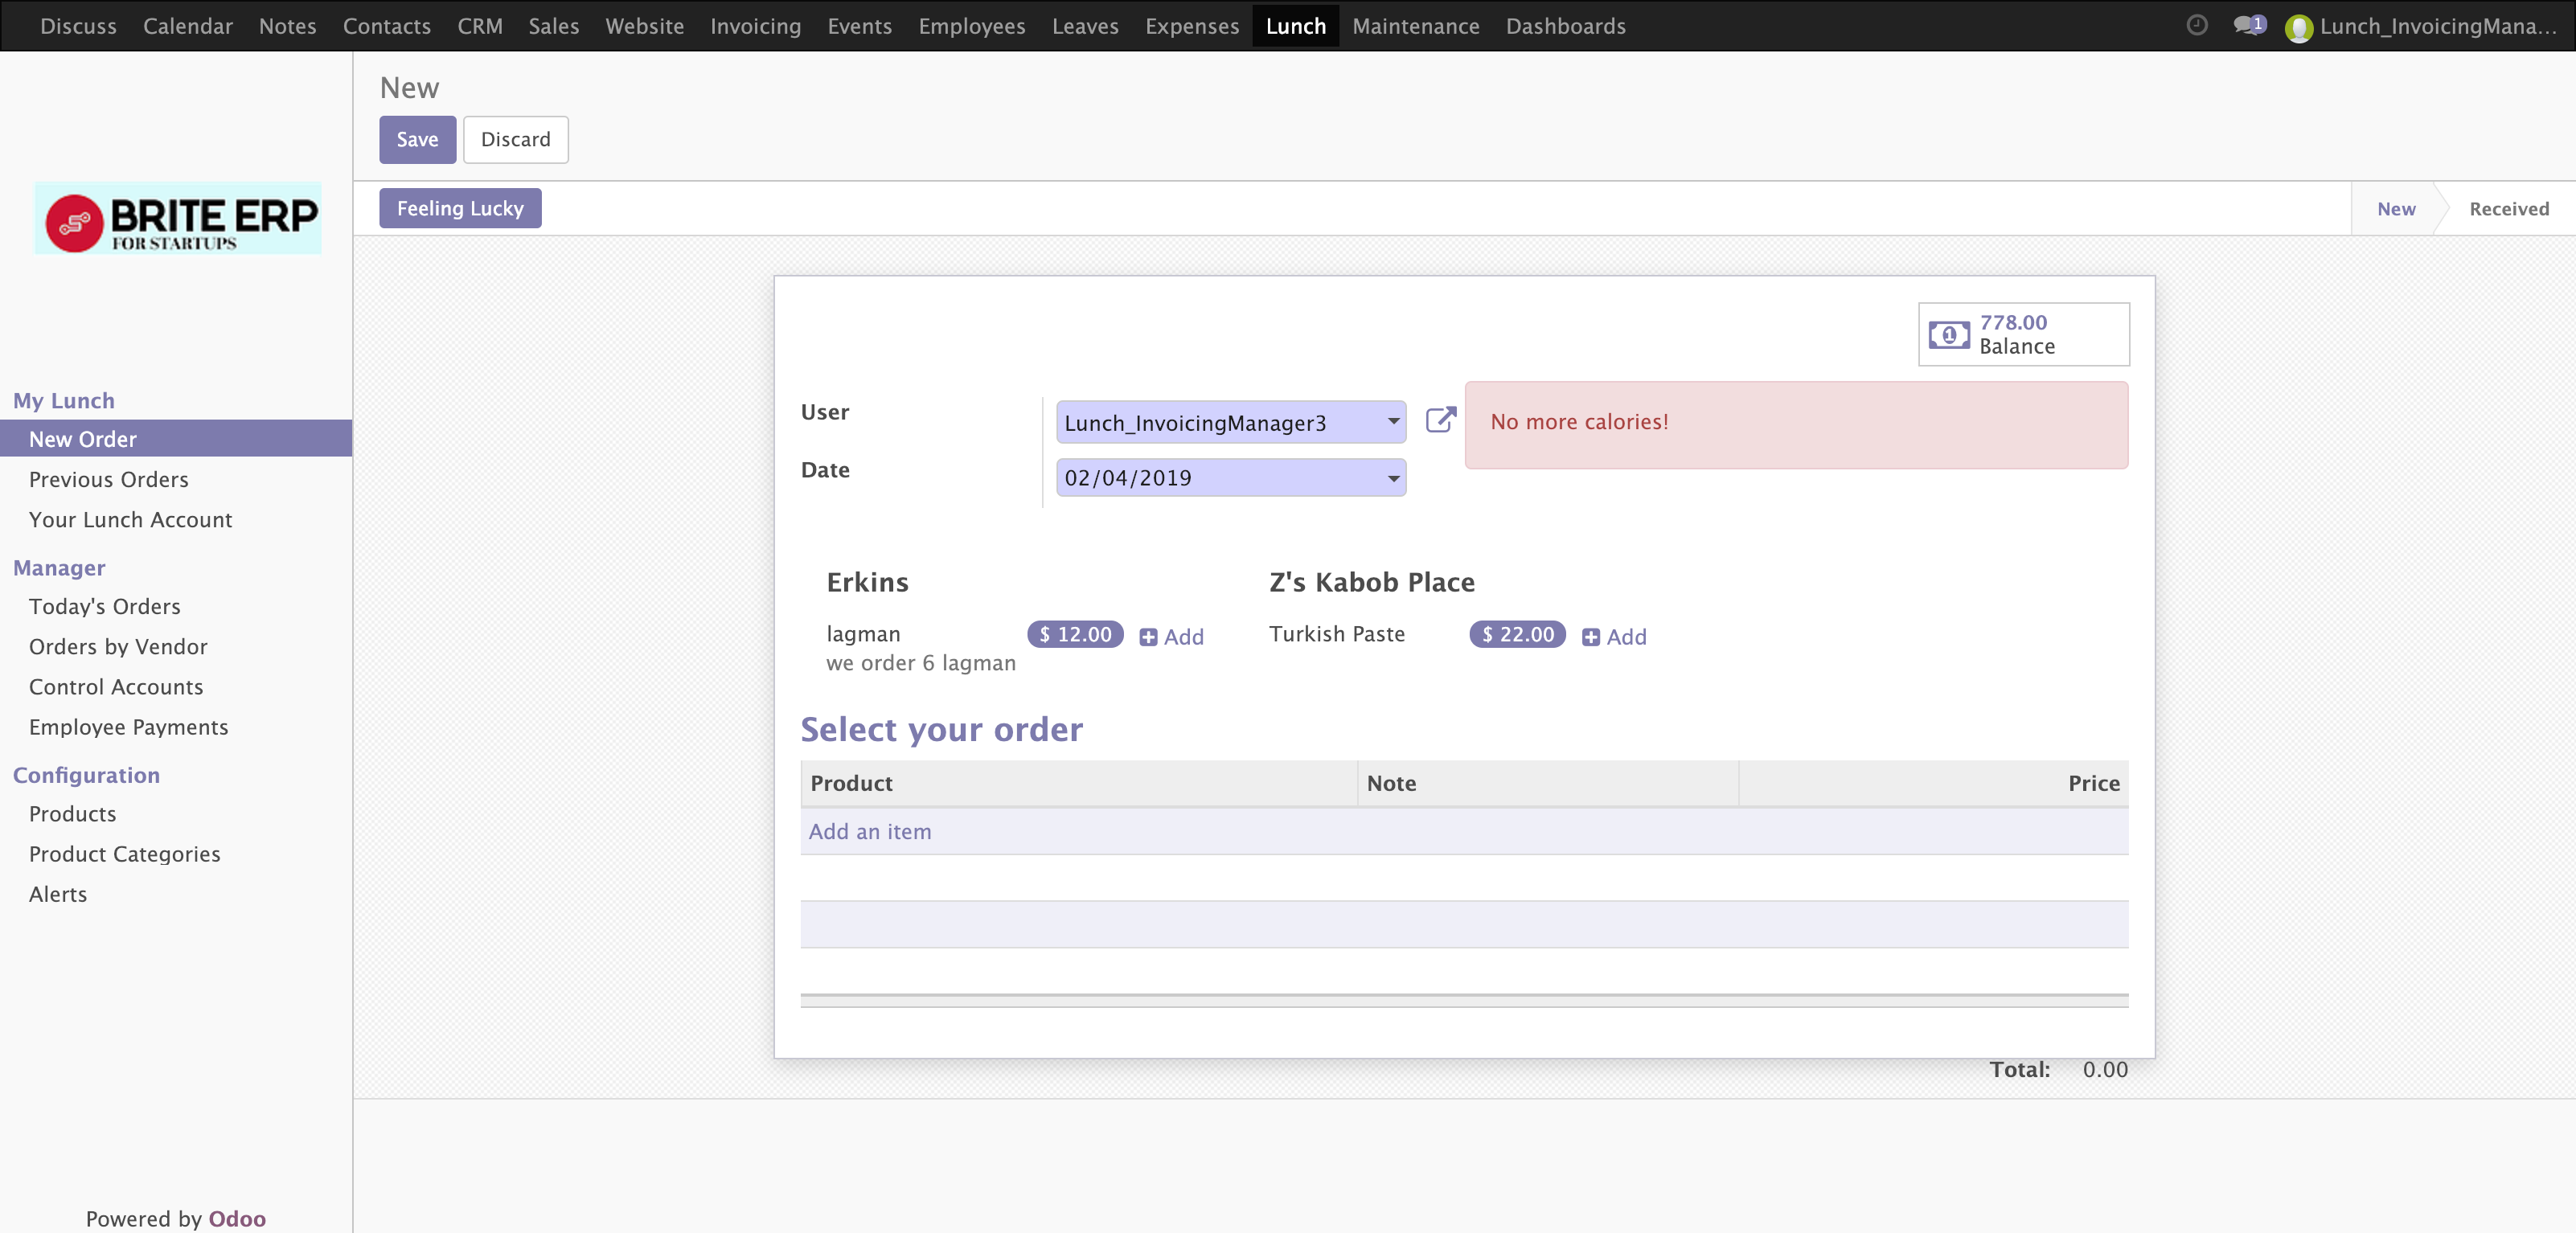 Discuss Calendar Notes Contacts CRM Sales Website Invoicing Events Employees Leaves Expenses Lunch Maintenance Dashboards 1 Lunch_InvoicingMana...
New
Save Discard
BRITE ERP
FOR STARTUPS
Feeling Lucky
New Received
My Lunch
New Order
Previous Orders
Your Lunch Account
Manager
Today's Orders
Orders by Vendor
Control Accounts
Employee Payments
Configuration
Products
Product Categories
Alerts
Powered by Odoo
778.00
Balance
User Lunch_InvoicingManager3
No more calories!
Date 02/04/2019
Erkins Z's Kabob Place
lagman $ 12.00 Add Turkish Paste $ 22.00 Add
we order 6 lagman
Select your order
Product Note Price
Add an item
Total: 0.00